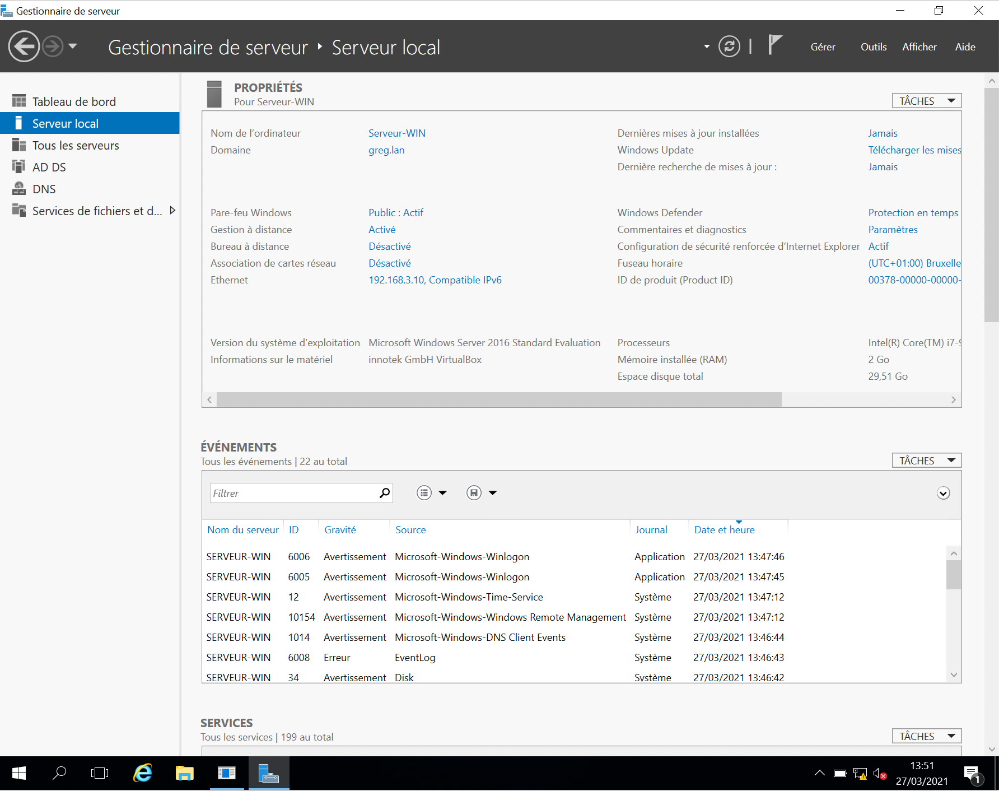 Gestionnaire de serveur
Gestionnaire de serveur Serveur local
Gérer Outils Afficher Aide
Tableau de bord
Serveur local
Tous les serveurs
AD DS
DNS
Services de fichiers et d...
PROPRIÉTÉS
Pour Serveur-WIN
TÂCHES
Nom de l'ordinateur Serveur-WIN Dernières mises à jour installées Jamais
Domaine greg.lan Windows Update Télécharger les mises
Dernière recherche de mises à jour : Jamais
Pare-feu Windows Public : Actif Windows Defender Protection en temps
Gestion à distance Activé Commentaires et diagnostics Paramètres
Bureau à distance Désactivé Configuration de sécurité renforcée d'Internet Explorer Actif
Association de cartes réseau Désactivé Fuseau horaire (UTC+01:00) Bruxelle
Ethernet 192.168.3.10, Compatible IPv6 ID de produit (Product ID) 00378-00000-00000-
Version du système d'exploitation Microsoft Windows Server 2016 Standard Evaluation Processeurs Intel(R) Core(TM) i7-9
Informations sur le matériel innotek GmbH VirtualBox Mémoire installée (RAM) 2 Go
Espace disque total 29,51 Go
ÉVÉNEMENTS
Tous les événements | 22 au total
TÂCHES
Filtrer
Nom du serveur ID Gravité Source Journal Date et heure
SERVEUR-WIN 6006 Avertissement Microsoft-Windows-Winlogon Application 27/03/2021 13:47:46
SERVEUR-WIN 6005 Avertissement Microsoft-Windows-Winlogon Application 27/03/2021 13:47:45
SERVEUR-WIN 12 Avertissement Microsoft-Windows-Time-Service Système 27/03/2021 13:47:12
SERVEUR-WIN 10154 Avertissement Microsoft-Windows-Windows Remote Management Système 27/03/2021 13:47:12
SERVEUR-WIN 1014 Avertissement Microsoft-Windows-DNS Client Events Système 27/03/2021 13:46:44
SERVEUR-WIN 6008 Erreur EventLog Système 27/03/2021 13:46:43
SERVEUR-WIN 34 Avertissement Disk Système 27/03/2021 13:46:42
SERVICES
Tous les services | 199 au total
TÂCHES
13:51
27/03/2021
1